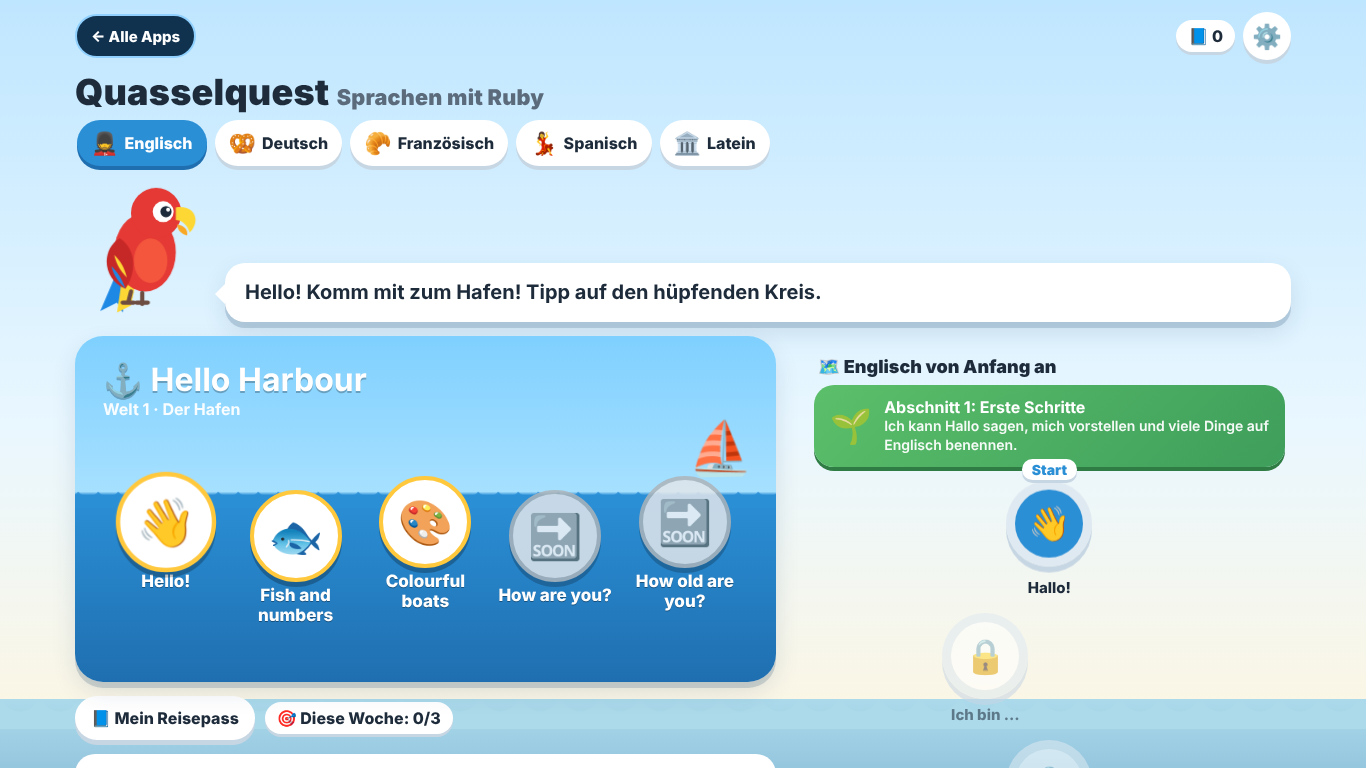 ← Alle Apps
0
Quasselquest Sprachen mit Ruby
Englisch
Deutsch
Französisch
Spanisch
Latein
Hello! Komm mit zum Hafen! Tipp auf den hüpfenden Kreis.
Hello Harbour
Welt 1 · Der Hafen
Hello!
Fish and
numbers
Colourful
boats
SOON
How are you?
SOON
How old are
you?
Mein Reisepass
Diese Woche: 0/3
Englisch von Anfang an
Abschnitt 1: Erste Schritte
Ich kann Hallo sagen, mich vorstellen und viele Dinge auf
Englisch benennen.
Start
Hallo!
Ich bin …